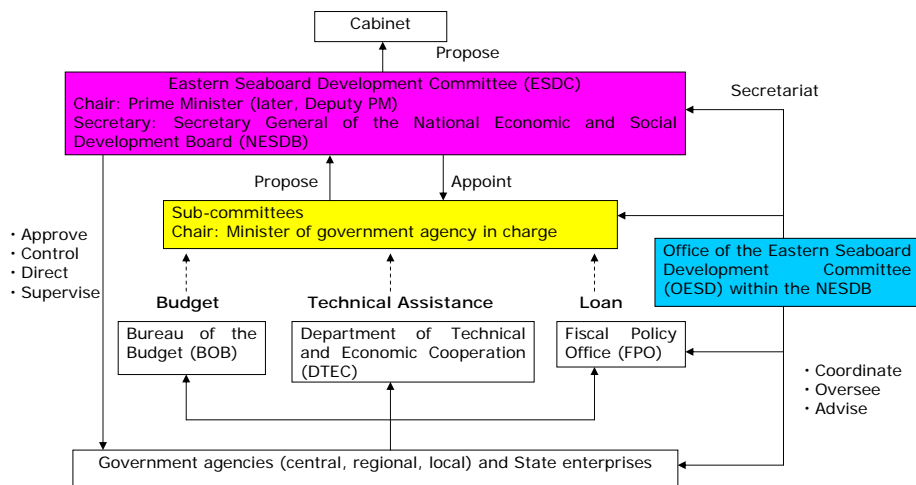 Cabinet
Propose
Eastern Seaboard Development Committee (ESDC)
Chair: Prime Minister (later, Deputy PM)
Secretary: Secretary General of the National Economic and Social
Development Board (NESDB)
Secretariat
Propose
Appoint
Sub-committees
Chair: Minister of government agency in charge
・Approve
・Control
・Direct
・Supervise
Office of the Eastern Seaboard
Development Committee
(OESD) within the NESDB
Budget
Technical Assistance
Loan
Bureau of the
Budget (BOB)
Department of Technical
and Economic Cooperation
(DTEC)
Fiscal Policy
Office (FPO)
・Coordinate
・Oversee
・Advise
Government agencies (central, regional, local) and State enterprises